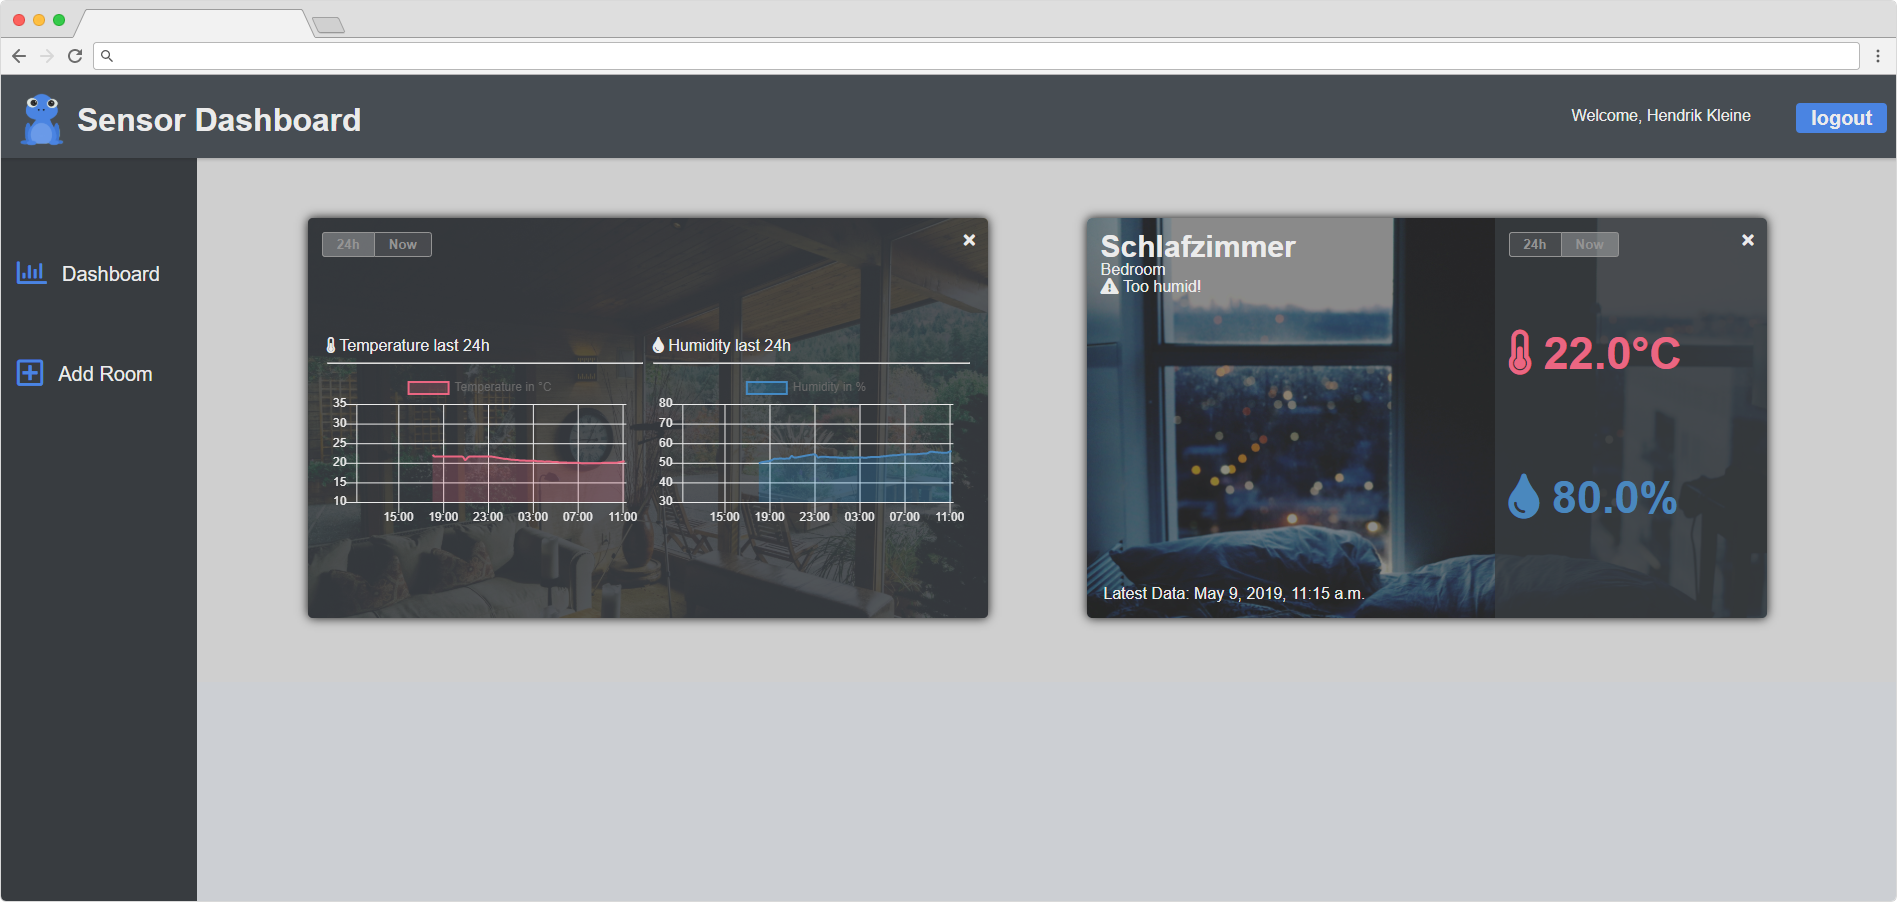 Sensor Dashboard
Welcome, Hendrik Kleine
logout
Dashboard
Add Room
24h Now
Temperature last 24h
Temperature in °C
35
30
25
20
15
10
15:00 19:00 23:00 03:00 07:00 11:00
Humidity last 24h
Humidity in %
80
70
60
50
40
30
15:00 19:00 23:00 03:00 07:00 11:00
Schlafzimmer
Bedroom
Too humid!
Latest Data: May 9, 2019, 11:15 a.m.
24h Now
22.0°C
80.0%